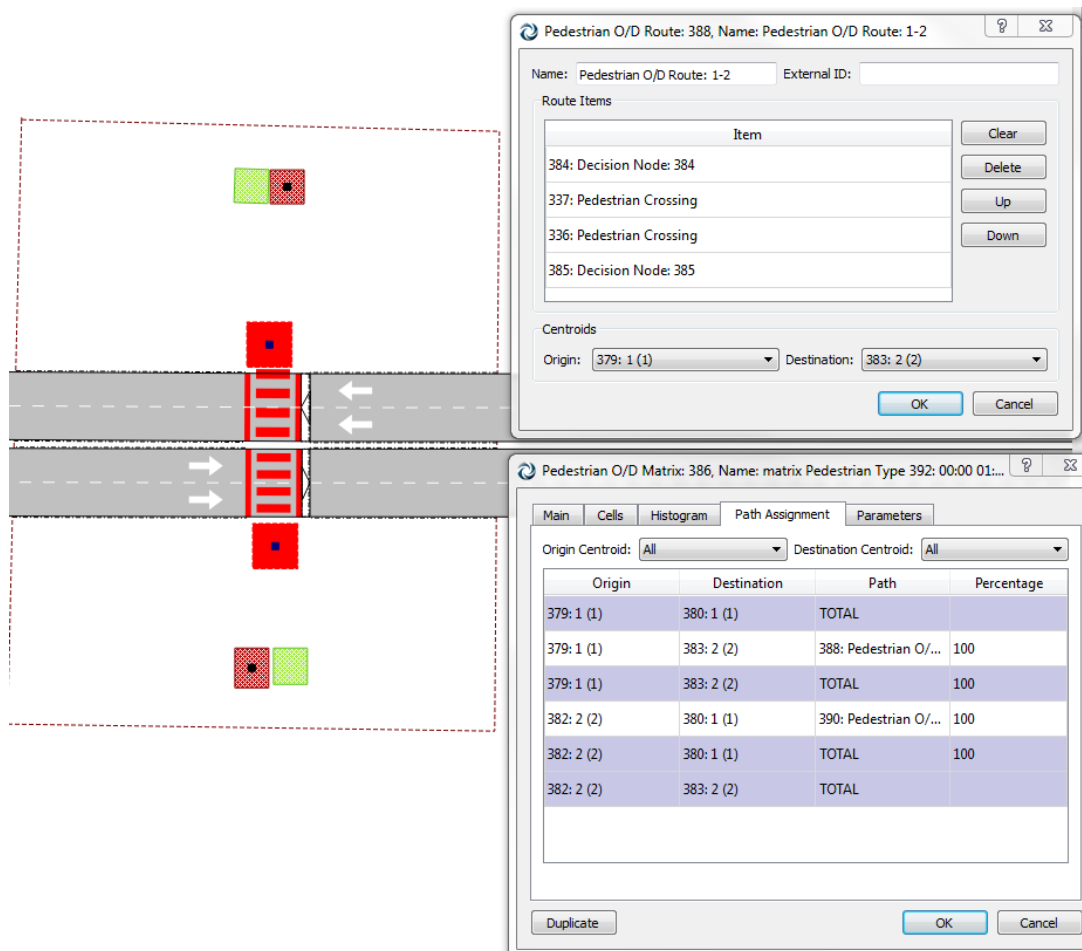 Pedestrian O/D Route: 388, Name: Pedestrian O/D Route: 1-2
Name: Pedestrian O/D Route: 1-2 External ID:
Route Items
Item
384: Decision Node: 384
337: Pedestrian Crossing
336: Pedestrian Crossing
385: Decision Node: 385
Clear
Delete
Up
Down
Centroids
Origin: 379: 1 (1) Destination: 383: 2 (2)
OK Cancel
Pedestrian O/D Matrix: 386, Name: matrix Pedestrian Type 392: 00:00 01:...
Main Cells Histogram Path Assignment Parameters
Origin Centroid: All Destination Centroid: All
Origin Destination Path Percentage
379: 1 (1) 380: 1 (1) TOTAL
379: 1 (1) 383: 2 (2) 388: Pedestrian O/... 100
379: 1 (1) 383: 2 (2) TOTAL 100
382: 2 (2) 380: 1 (1) 390: Pedestrian O/... 100
382: 2 (2) 380: 1 (1) TOTAL 100
382: 2 (2) 383: 2 (2) TOTAL
Duplicate OK Cancel